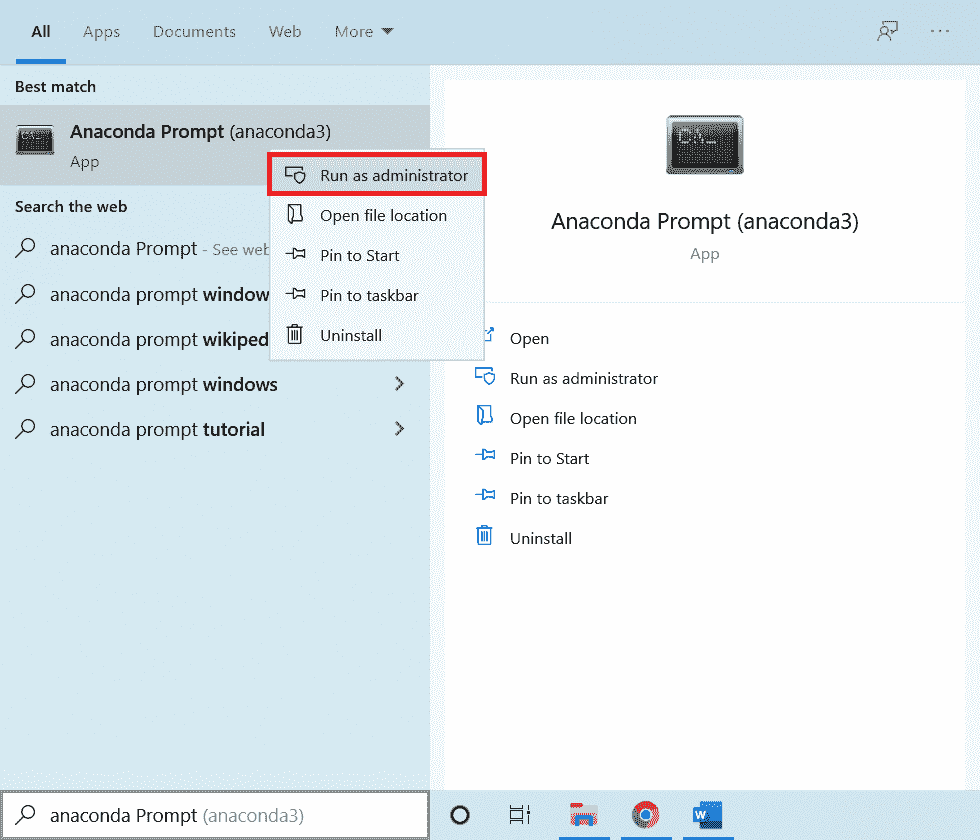 All Apps Documents Web More
Best match
Anaconda Prompt (anaconda3)
App
Run as administrator
Open file location
Pin to Start
Pin to taskbar
Uninstall
Search the web
anaconda Prompt - See web
anaconda prompt window
anaconda prompt wikiped
anaconda prompt windows
anaconda prompt tutorial
Anaconda Prompt (anaconda3)
App
Open
Run as administrator
Open file location
Pin to Start
Pin to taskbar
Uninstall
anaconda Prompt (anaconda3)